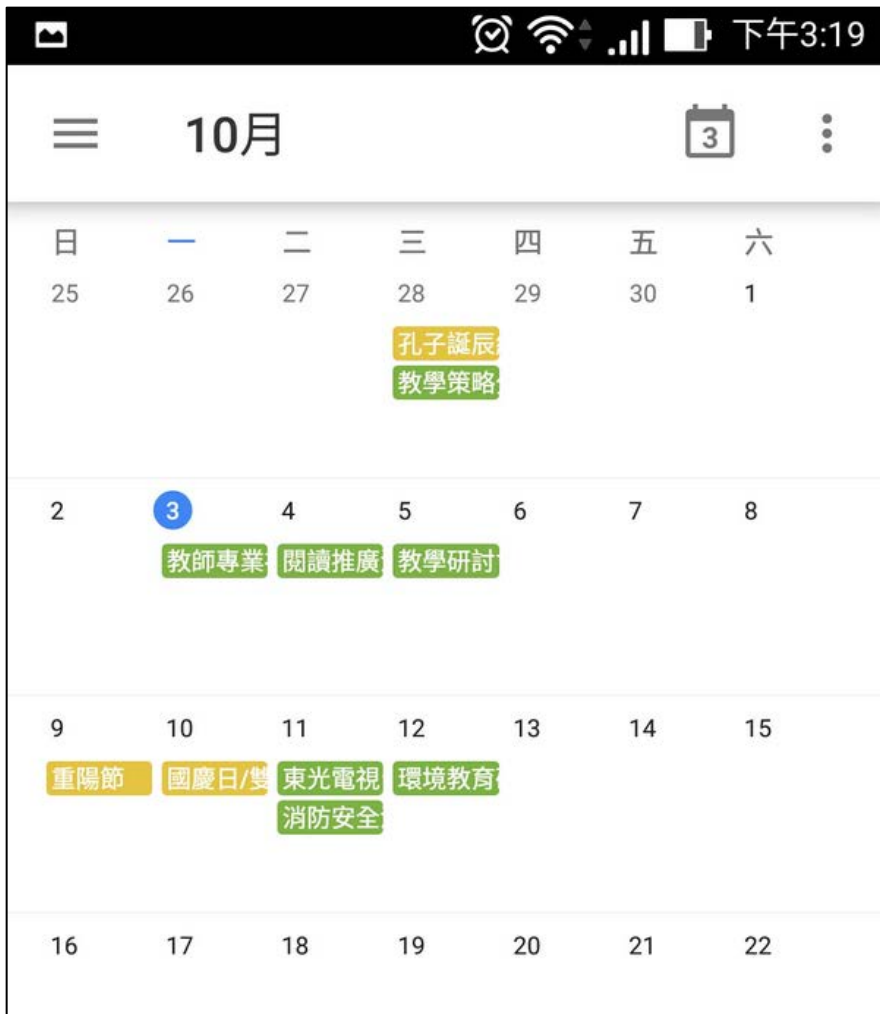 下午3:19
10月
3
日 一 二 三 四 五 六
25 26 27 28 29 30 1
孔子誕辰
教學策略
2 3 4 5 6 7 8
教師專業 閱讀推廣 教學研討
9 10 11 12 13 14 15
重陽節 國慶日/雙 東光電視 環境教育
消防安全
16 17 18 19 20 21 22